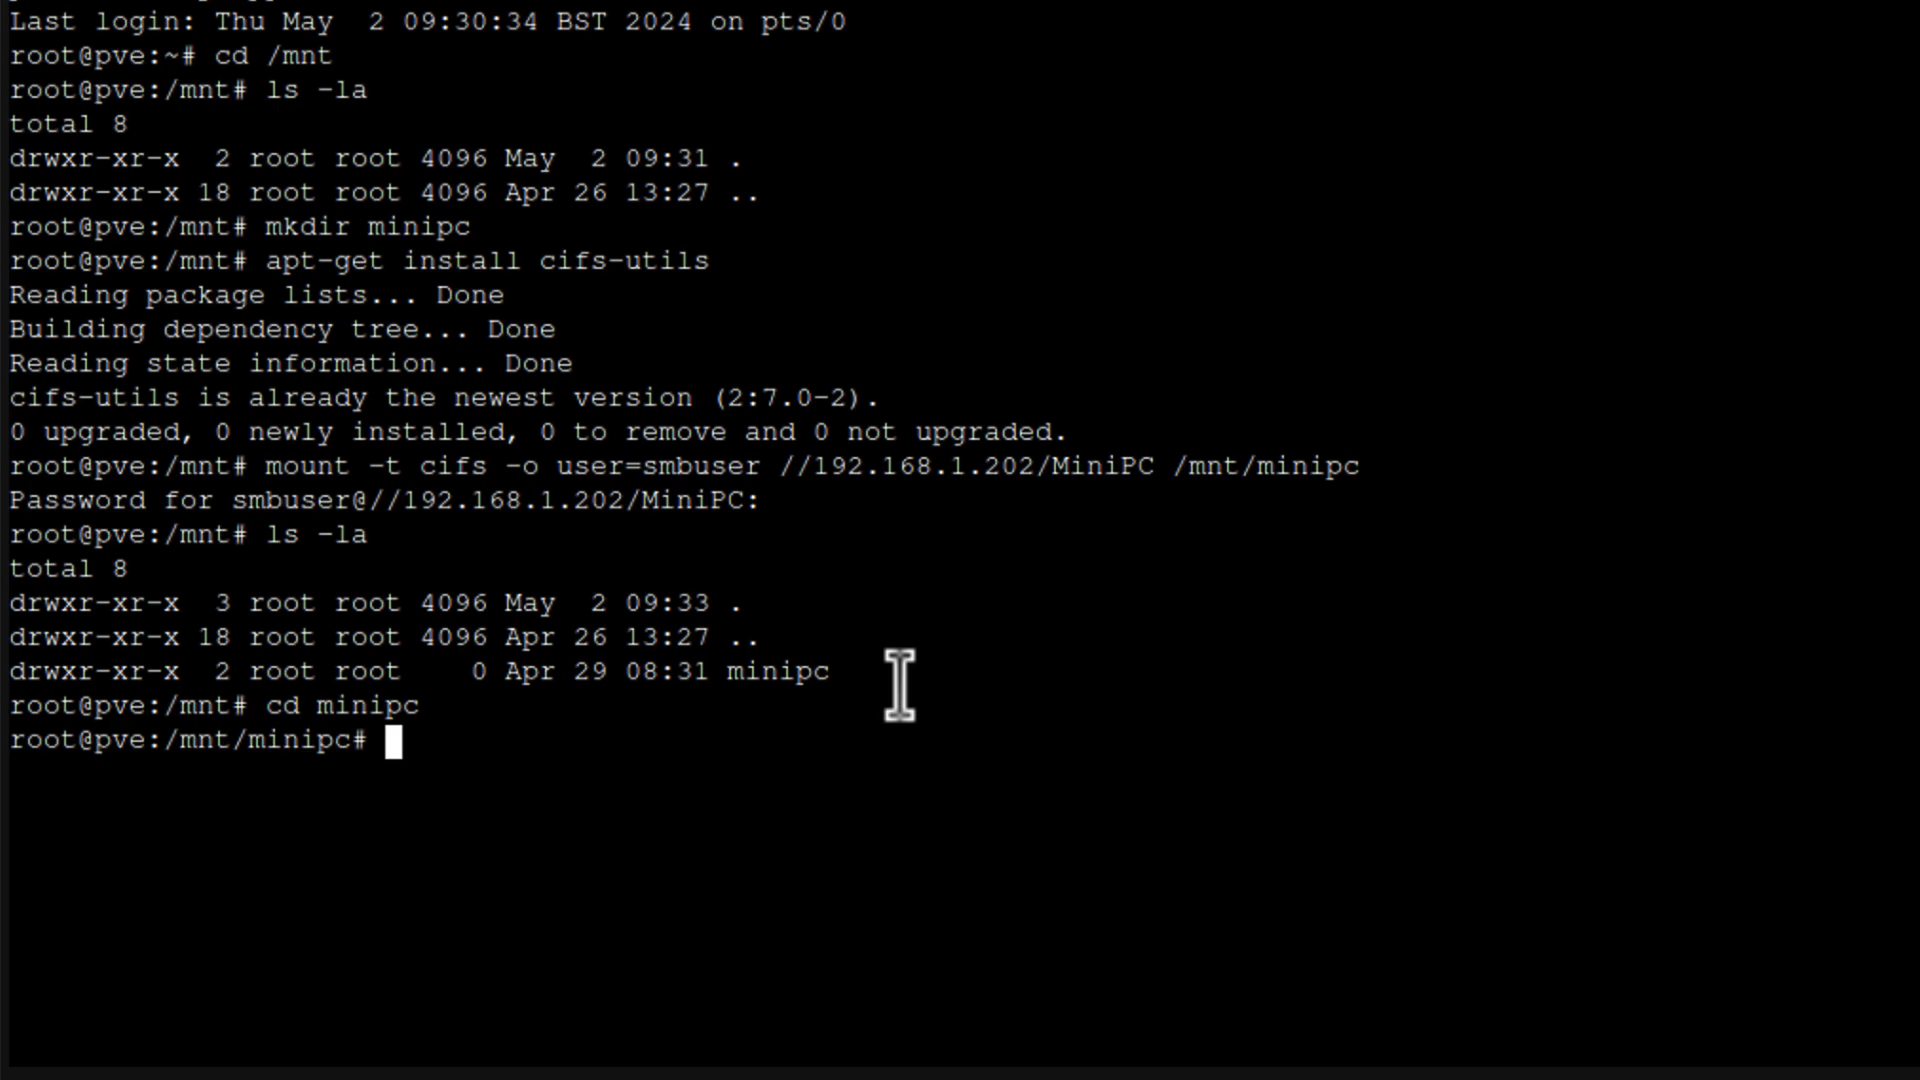 Last login: Thu May  2 09:30:34 BST 2024 on pts/0
root@pve:~# cd /mnt
root@pve:/mnt# ls -la
total 8
drwxr-xr-x  2 root root 4096 May  2 09:31 .
drwxr-xr-x 18 root root 4096 Apr 26 13:27 ..
root@pve:/mnt# mkdir minipc
root@pve:/mnt# apt-get install cifs-utils
Reading package lists... Done
Building dependency tree... Done
Reading state information... Done
cifs-utils is already the newest version (2:7.0-2).
0 upgraded, 0 newly installed, 0 to remove and 0 not upgraded.
root@pve:/mnt# mount -t cifs -o user=smbuser //192.168.1.202/MiniPC /mnt/minipc
Password for smbuser@//192.168.1.202/MiniPC:
root@pve:/mnt# ls -la
total 8
drwxr-xr-x  3 root root 4096 May  2 09:33 .
drwxr-xr-x 18 root root 4096 Apr 26 13:27 ..
drwxr-xr-x  2 root root    0 Apr 29 08:31 minipc
root@pve:/mnt# cd minipc
root@pve:/mnt/minipc#